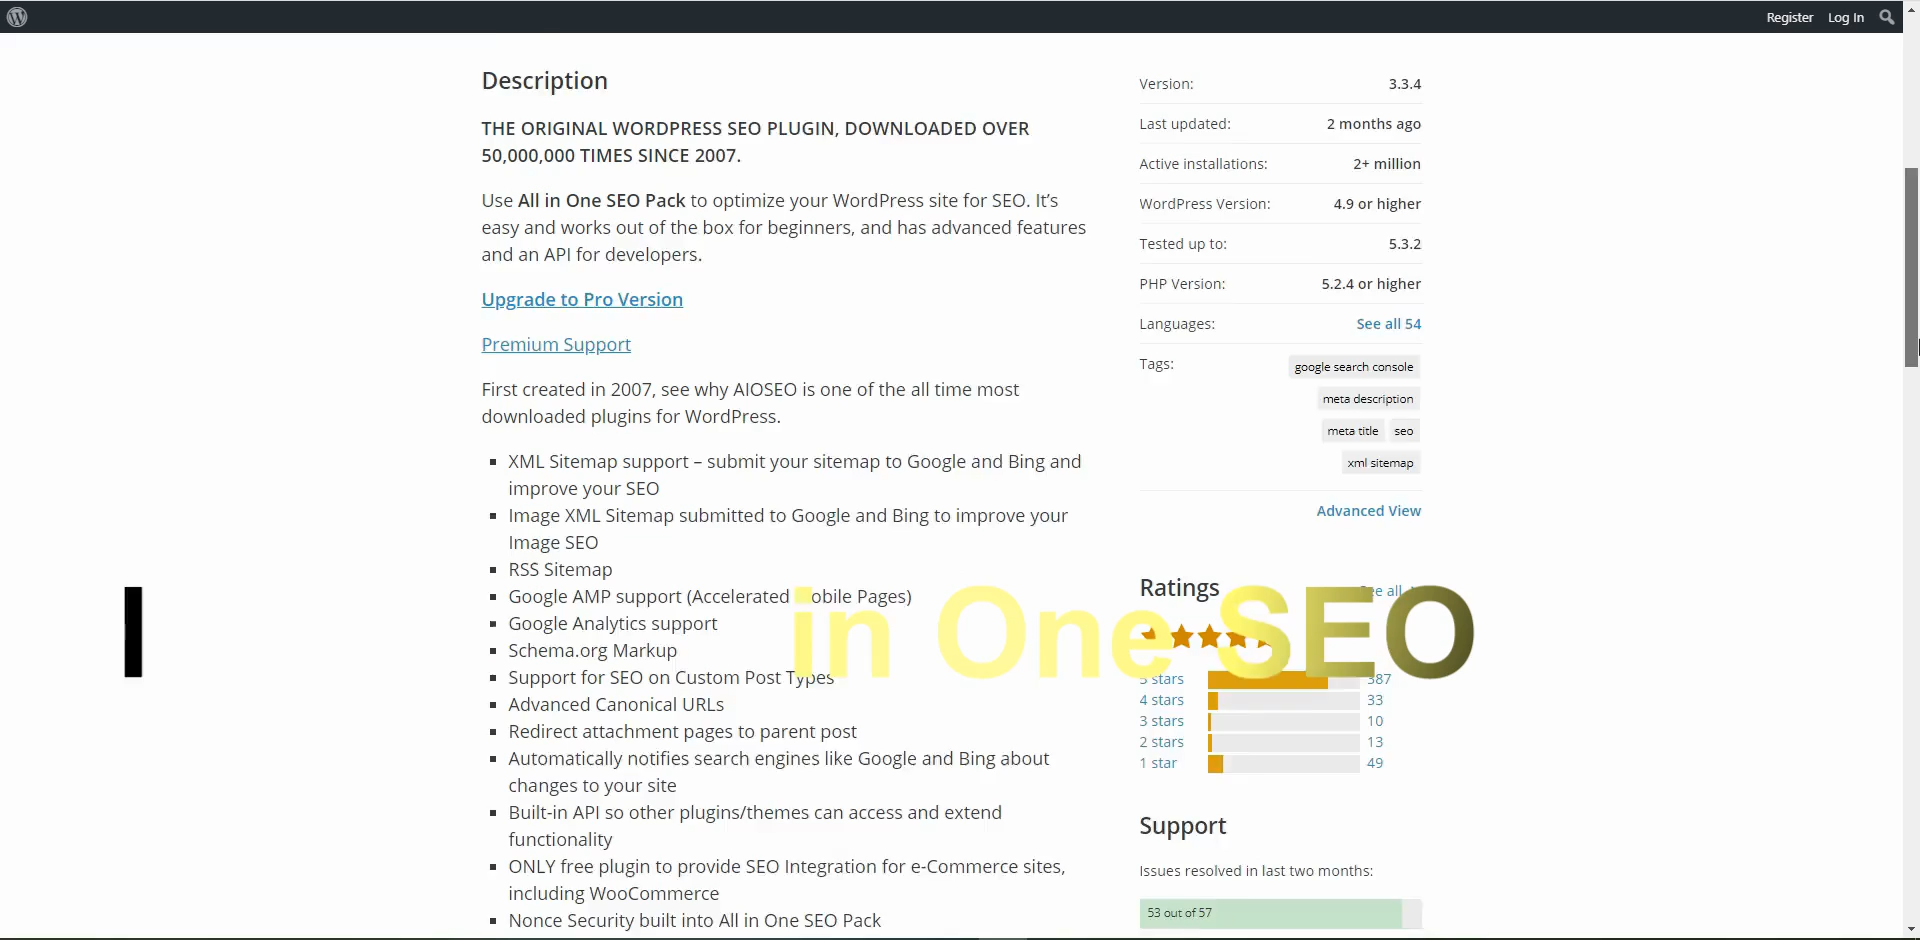 Register Log In
Description
THE ORIGINAL WORDPRESS SEO PLUGIN, DOWNLOADED OVER
50,000,000 TIMES SINCE 2007.
Use All in One SEO Pack to optimize your WordPress site for SEO. It’s
easy and works out of the box for beginners, and has advanced features
and an API for developers.
Upgrade to Pro Version
Premium Support
First created in 2007, see why AIOSEO is one of the all time most
downloaded plugins for WordPress.
▪ XML Sitemap support – submit your sitemap to Google and Bing and
improve your SEO
▪ Image XML Sitemap submitted to Google and Bing to improve your
Image SEO
▪ RSS Sitemap
▪ Google AMP support (Accelerated obile Pages)
▪ Google Analytics support
▪ Schema.org Markup
▪ Support for SEO on Custom Post Types
▪ Advanced Canonical URLs
▪ Redirect attachment pages to parent post
▪ Automatically notifies search engines like Google and Bing about
changes to your site
▪ Built-in API so other plugins/themes can access and extend
functionality
▪ ONLY free plugin to provide SEO Integration for e-Commerce sites,
including WooCommerce
▪ Nonce Security built into All in One SEO Pack
Version: 3.3.4
Last updated: 2 months ago
Active installations: 2+ million
WordPress Version: 4.9 or higher
Tested up to: 5.3.2
PHP Version: 5.2.4 or higher
Languages: See all 54
Tags: google search console
meta description
meta title seo
xml sitemap
Advanced View
Ratings
See all
5 stars 387
4 stars 33
3 stars 10
2 stars 13
1 star 49
Support
Issues resolved in last two months:
53 out of 57
in One SEO